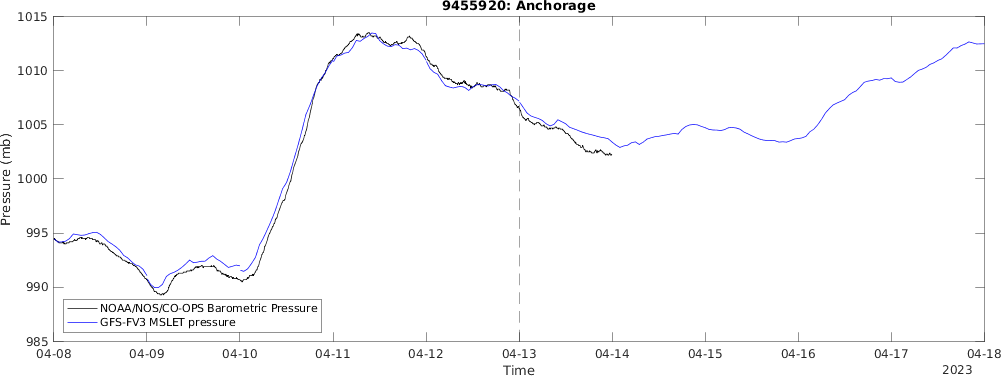 9455920: Anchorage
Pressure (mb)
1015
1010
1005
1000
995
990
985
NOAA/NOS/CO-OPS Barometric Pressure
GFS-FV3 MSLET pressure
04-08 04-09 04-10 04-11 04-12 04-13 04-14 04-15 04-16 04-17 04-18
Time
2023